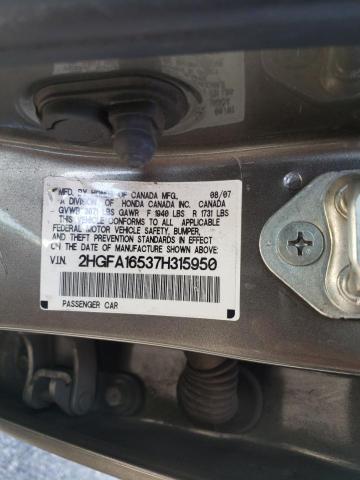 MFD. BY HONDA OF CANADA MFG. 08/07
A DIVISION OF HONDA CANADA INC. CANADA
GVWR LBS GAWR F 1940 LBS R 1731 LBS
THIS VEHICLE CONFORMS TO ALL APPLICABLE
FEDERAL MOTOR VEHICLE SAFETY, BUMPER,
AND THEFT PREVENTION STANDARDS IN EFFECT
ON THE DATE OF MANUFACTURE SHOWN ABOVE:
V.I.N. 2HGFA16537H315950
PASSENGER CAR